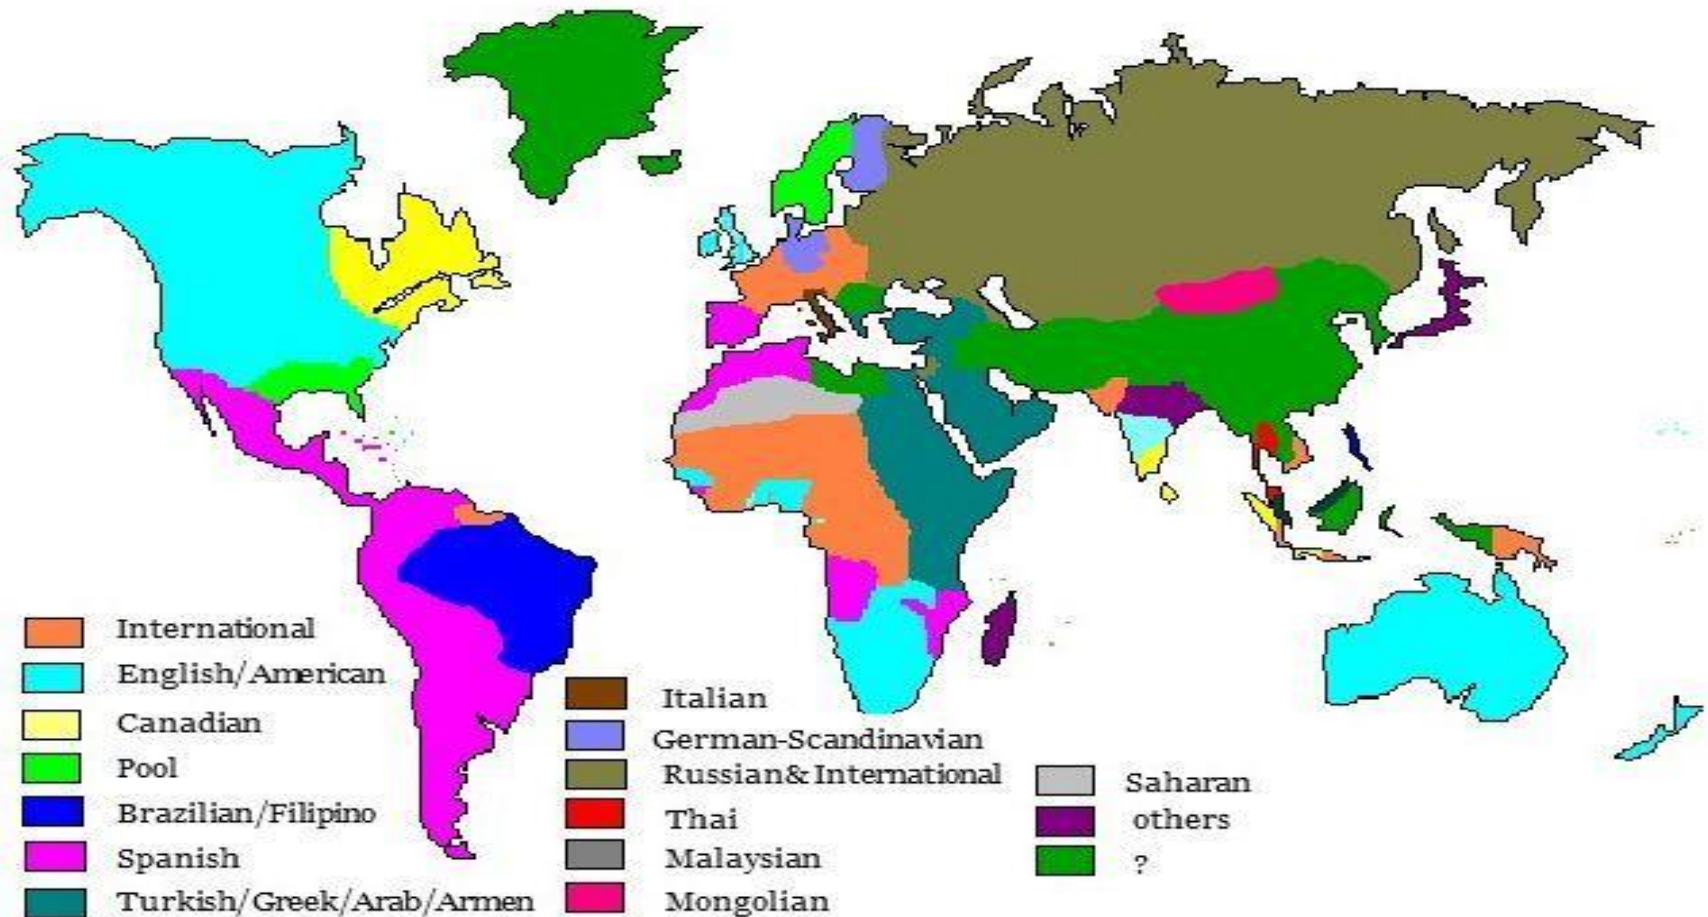 International
English/American
Canadian
Pool
Brazilian/Filipino
Spanish
Turkish/Greek/Arab/Armen
Italian
German-Scandinavian
Russian&International
Thai
Malaysian
Mongolian
Saharan
others
?